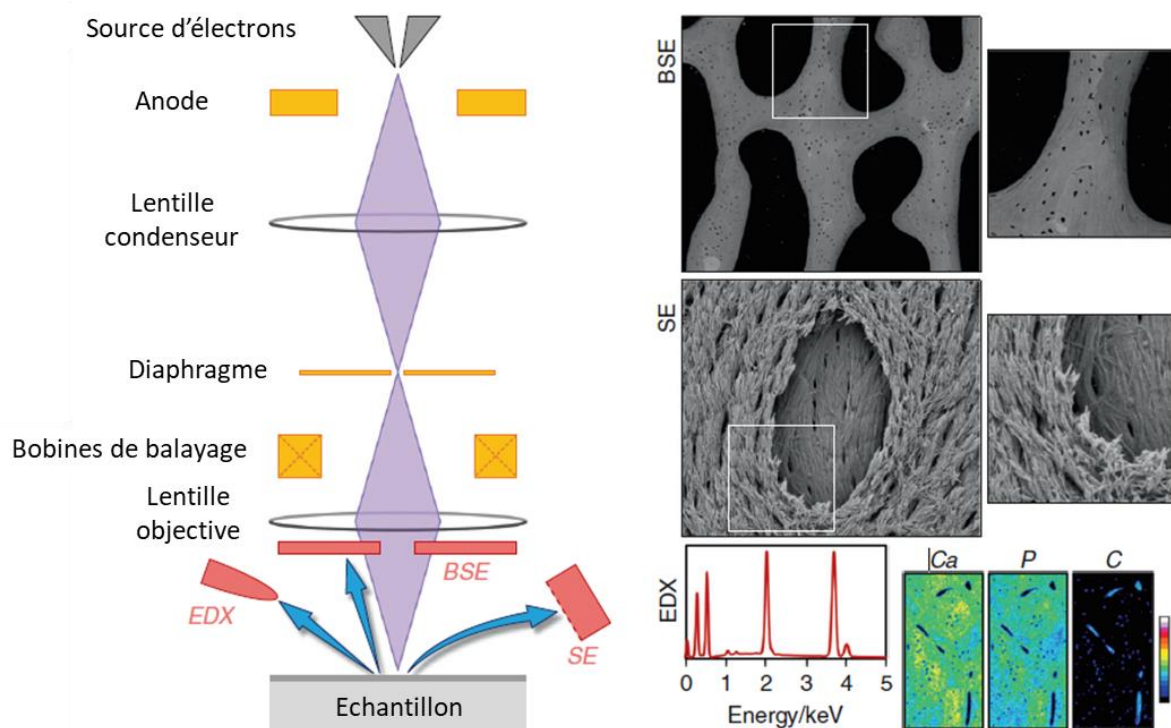 Source d'électrons
Anode
Lentille
condenseur
Diaphragme
Bobines de balayage
Lentille
objective
BSE
EDX
SE
Echantillon
BSE
SE
EDX
0 1 2 3 4 5
Energy/keV
Ca
P
C